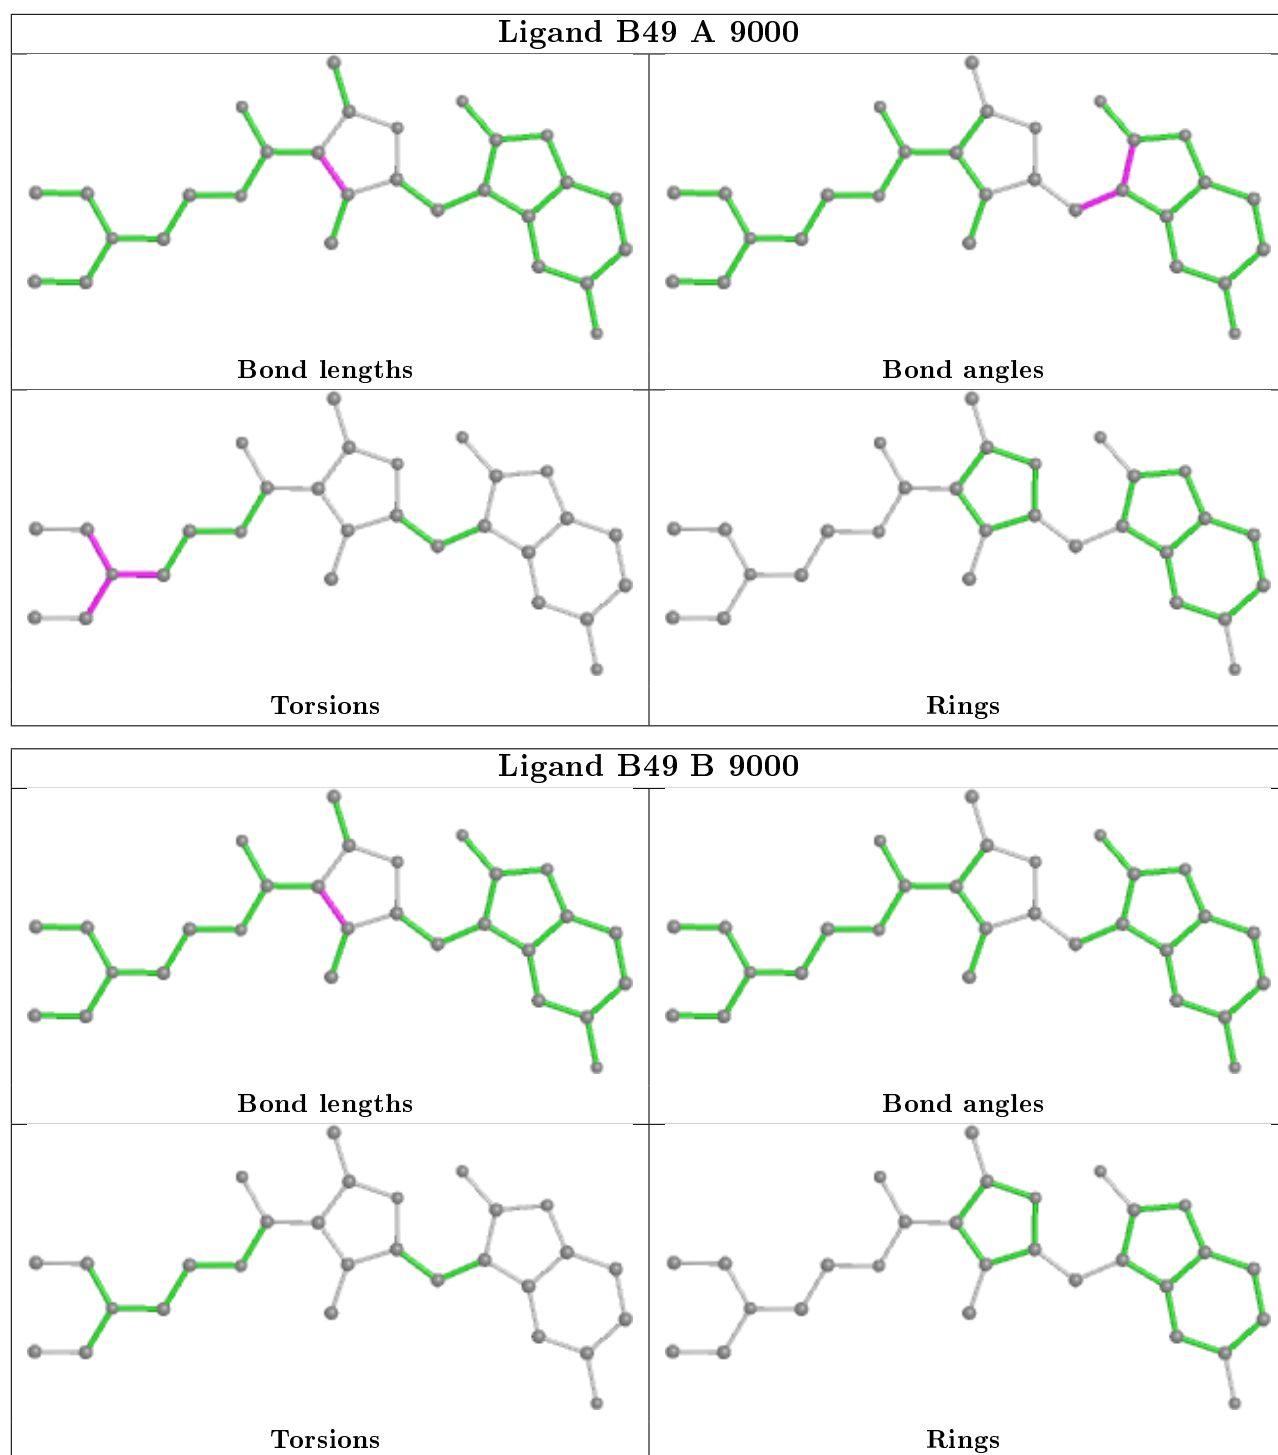 Ligand B49 A 9000
Bond lengths
Bond angles
Torsions
Rings
Ligand B49 B 9000
Bond lengths
Bond angles
Torsions
Rings